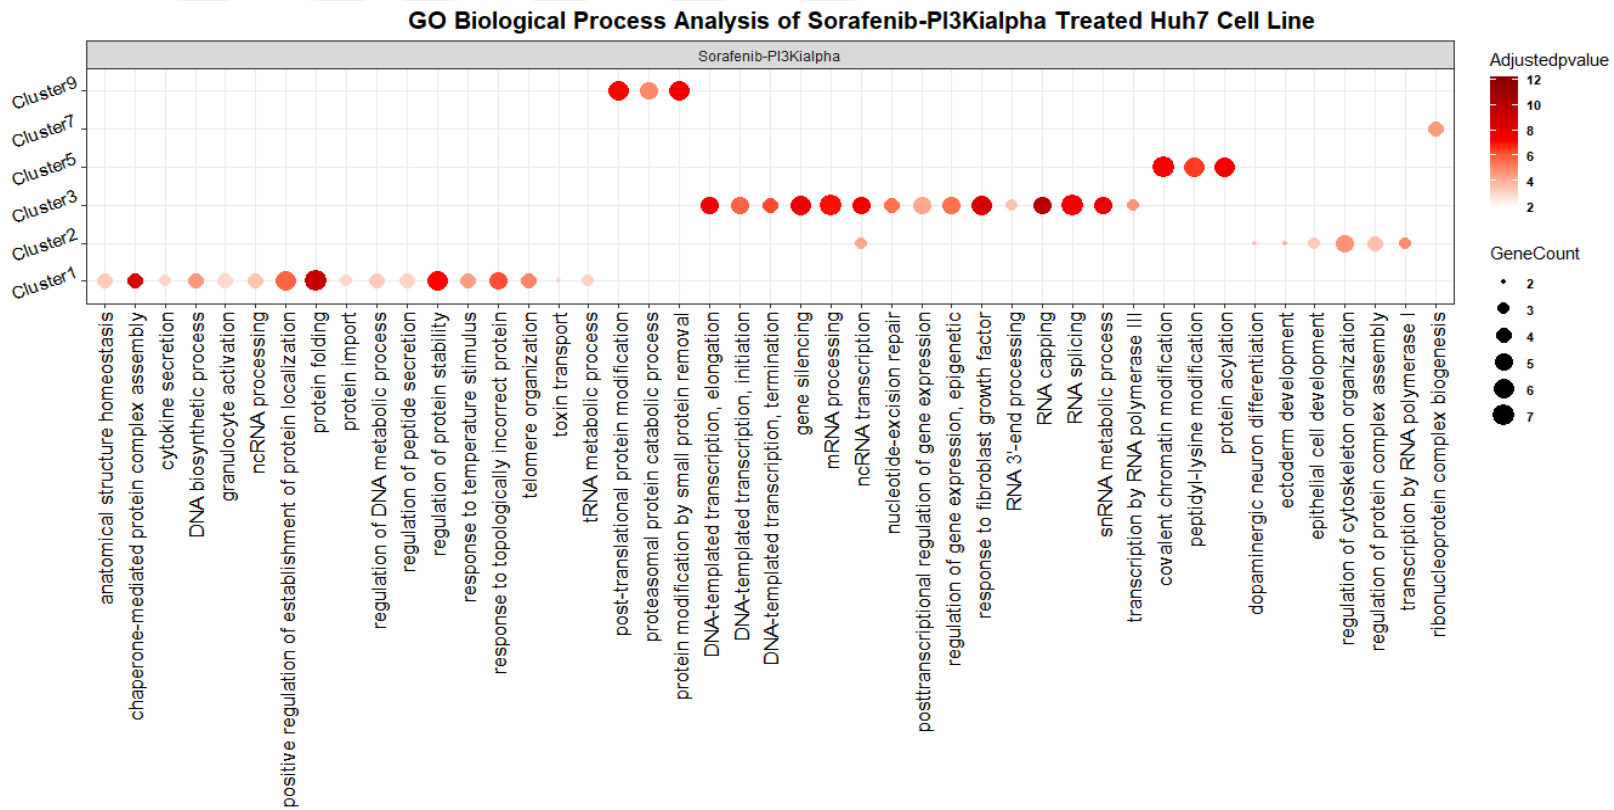 GO Biological Process Analysis of Sorafenib-PI3Kialpha Treated Huh7 Cell Line
Sorafenib-PI3Kialpha
Cluster9
Cluster7
Cluster5
Cluster3
Cluster2
Cluster1
anatomical structure homeostasis
chaperone-mediated protein complex assembly
cytokine secretion
DNA biosynthetic process
granulocyte activation
ncRNA processing
positive regulation of establishment of protein localization
protein folding
protein import
regulation of DNA metabolic process
regulation of peptide secretion
regulation of protein stability
response to temperature stimulus
response to topologically incorrect protein
telomere organization
toxin transport
tRNA metabolic process
post-translational protein modification
proteasomal protein catabolic process
protein modification by small protein removal
DNA-templated transcription, elongation
DNA-templated transcription, initiation
DNA-templated transcription, termination
gene silencing
mRNA processing
ncRNA transcription
nucleotide-excision repair
posttranscriptional regulation of gene expression
regulation of gene expression, epigenetic
response to fibroblast growth factor
RNA 3'-end processing
RNA capping
RNA splicing
snRNA metabolic process
transcription by RNA polymerase III
covalent chromatin modification
peptidyl-lysine modification
protein acylation
dopaminergic neuron differentiation
ectoderm development
epithelial cell development
regulation of cytoskeleton organization
regulation of protein complex assembly
transcription by RNA polymerase I
ribonucleoprotein complex biogenesis
Adjustedpvalue
12
10
8
6
4
2
GeneCount
2
3
4
5
6
7